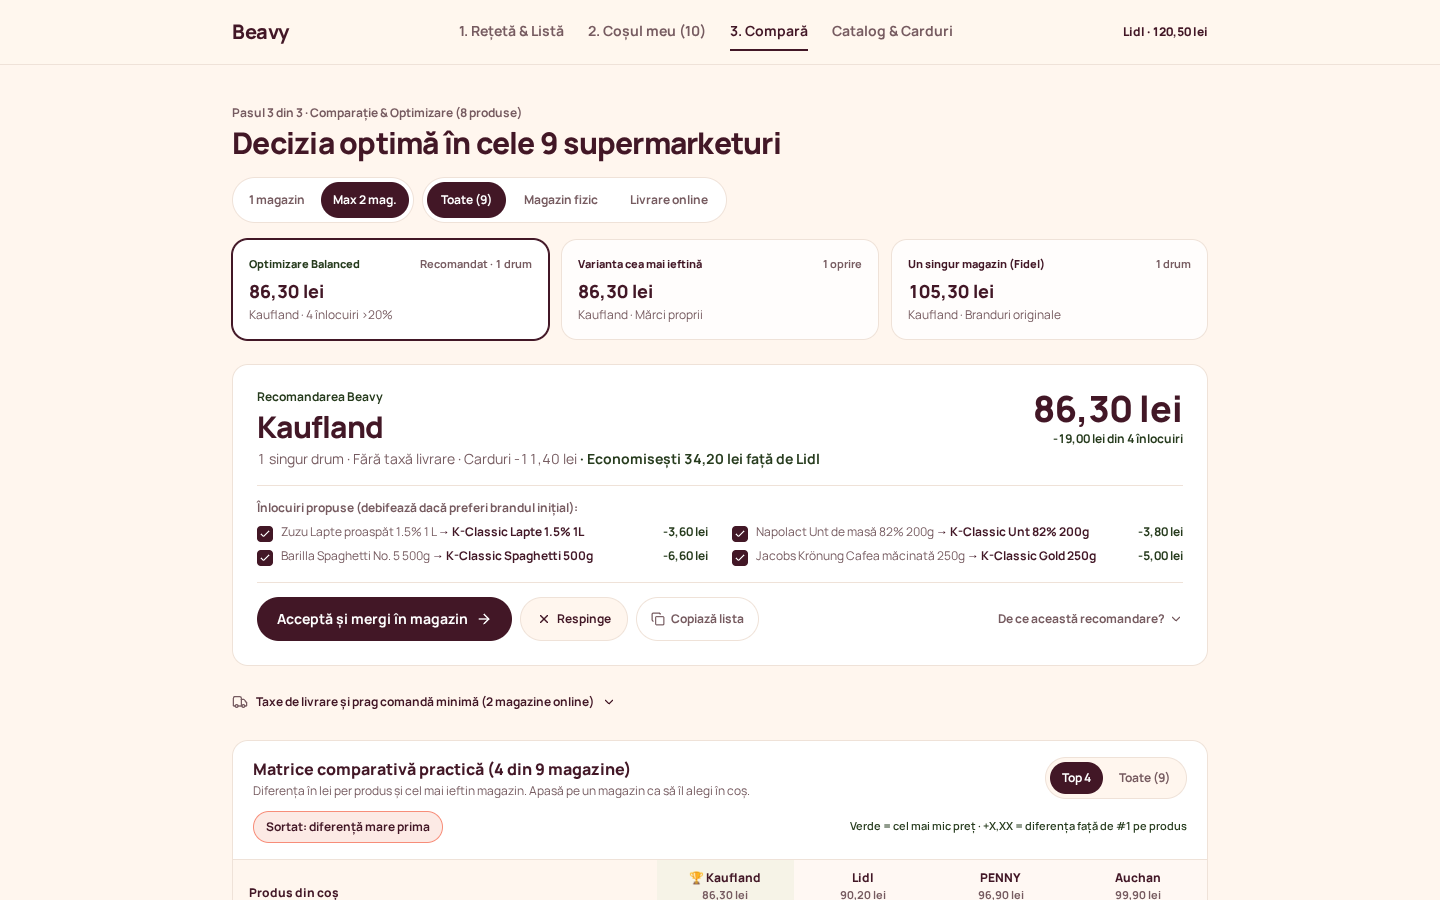 Beavy
1. Rețetă & Listă
2. Coșul meu (10)
3. Compară
Catalog & Carduri
Lidl · 120,50 lei
Pasul 3 din 3 · Comparație & Optimizare (8 produse)
Decizia optimă în cele 9 supermarketuri
1 magazin
Max 2 mag.
Toate (9)
Magazin fizic
Livrare online
Optimizare Balanced
Recomandat · 1 drum
86,30 lei
Kaufland · 4 înlocuiri >20%
Varianta cea mai ieftină
1 oprire
86,30 lei
Kaufland · Mărci proprii
Un singur magazin (Fidel)
1 drum
105,30 lei
Kaufland · Branduri originale
Recomandarea Beavy
Kaufland
1 singur drum · Fără taxă livrare · Carduri -11,40 lei · Economisești 34,20 lei față de Lidl
86,30 lei
-19,00 lei din 4 înlocuiri
Înlocuiri propuse (debifează dacă preferi brandul inițial):
Zuzu Lapte proaspăt 1.5% 1 L → K-Classic Lapte 1.5% 1L
-3,60 lei
Napolact Unt de masă 82% 200g → K-Classic Unt 82% 200g
-3,80 lei
Barilla Spaghetti No. 5 500g → K-Classic Spaghetti 500g
-6,60 lei
Jacobs Krönung Cafea măcinată 250g → K-Classic Gold 250g
-5,00 lei
Acceptă și mergi în magazin →
Respinge
Copiază lista
De ce această recomandare?
Taxe de livrare și prag comandă minimă (2 magazine online)
Matrice comparativă practică (4 din 9 magazine)
Diferența în lei per produs și cel mai ieftin magazin. Apasă pe un magazin ca să îl alegi în coș.
Top 4
Toate (9)
Sortat: diferență mare prima
Verde = cel mai mic preț · +X,XX = diferența față de #1 pe produs
Produs din coș
🏆 Kaufland
86,30 lei
Lidl
90,20 lei
PENNY
96,90 lei
Auchan
99,90 lei